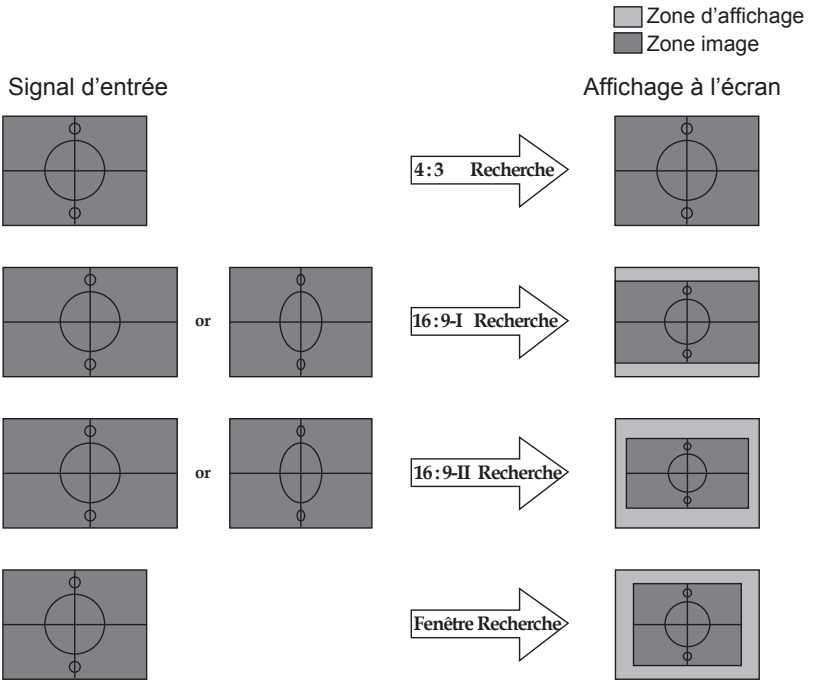 Zone d’affichage
Zone image
Signal d’entrée
Affichage à l’écran
4:3 Recherche
or
16:9-I Recherche
or
16:9-II Recherche
Fenêtre Recherche